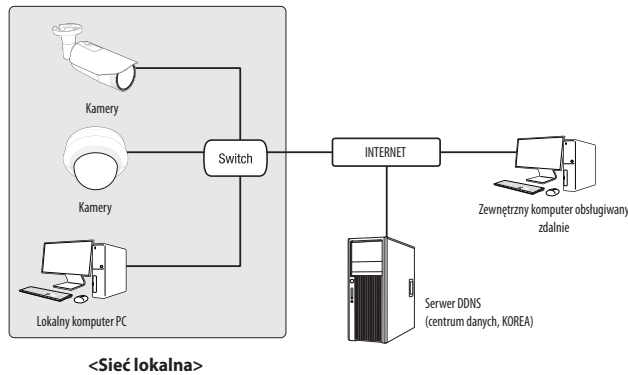 Kamery
Kamery
Switch
INTERNET
Zewnętrzny komputer obsługiwany
zdalnie
Lokalny komputer PC
Serwer DDNS
(centrum danych, KOREA)
<Sieć lokalna>